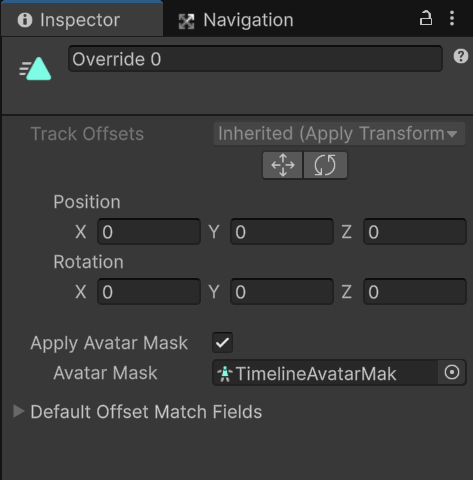 Inspector
Navigation
Override 0
Track Offsets
Inherited (Apply Transform
Position
X 0 Y 0 Z 0
Rotation
X 0 Y 0 Z 0
Apply Avatar Mask
Avatar Mask
TimelineAvatarMak
Default Offset Match Fields